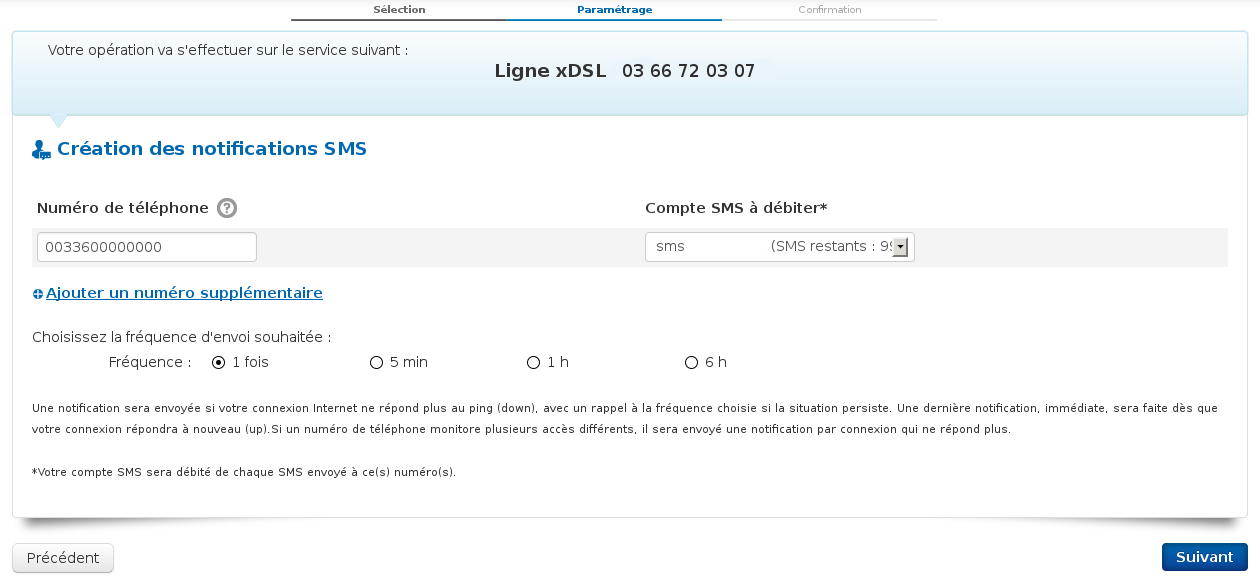 Sélection Paramétrage Confirmation
Votre opération va s'effectuer sur le service suivant :
Ligne xDSL 03 66 72 03 07
Création des notifications SMS
Numéro de téléphone ? Compte SMS à débiter*
0033600000000 sms (SMS restants : 99
Ajouter un numéro supplémentaire
Choisissez la fréquence d'envoi souhaitée :
Fréquence : 1 fois 5 min 1 h 6 h
Une notification sera envoyée si votre connexion Internet ne répond plus au ping (down), avec un rappel à la fréquence choisie si la situation persiste. Une dernière notification, immédiate, sera faite dès que
votre connexion répondra à nouveau (up).Si un numéro de téléphone monitore plusieurs accès différents, il sera envoyé une notification par connexion qui ne répond plus.
*Votre compte SMS sera débité de chaque SMS envoyé à ce(s) numéro(s).
Précédent Suivant